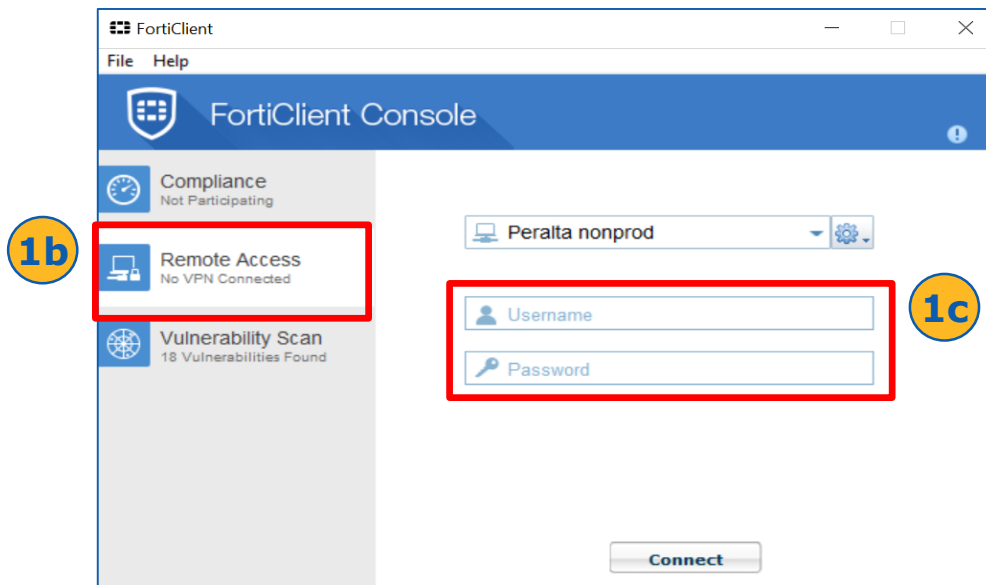 FortiClient
File Help
FortiClient Console
Compliance
Not Participating
1b
Remote Access
No VPN Connected
Vulnerability Scan
18 Vulnerabilities Found
Peralta nonprod
1c
Username
Password
Connect